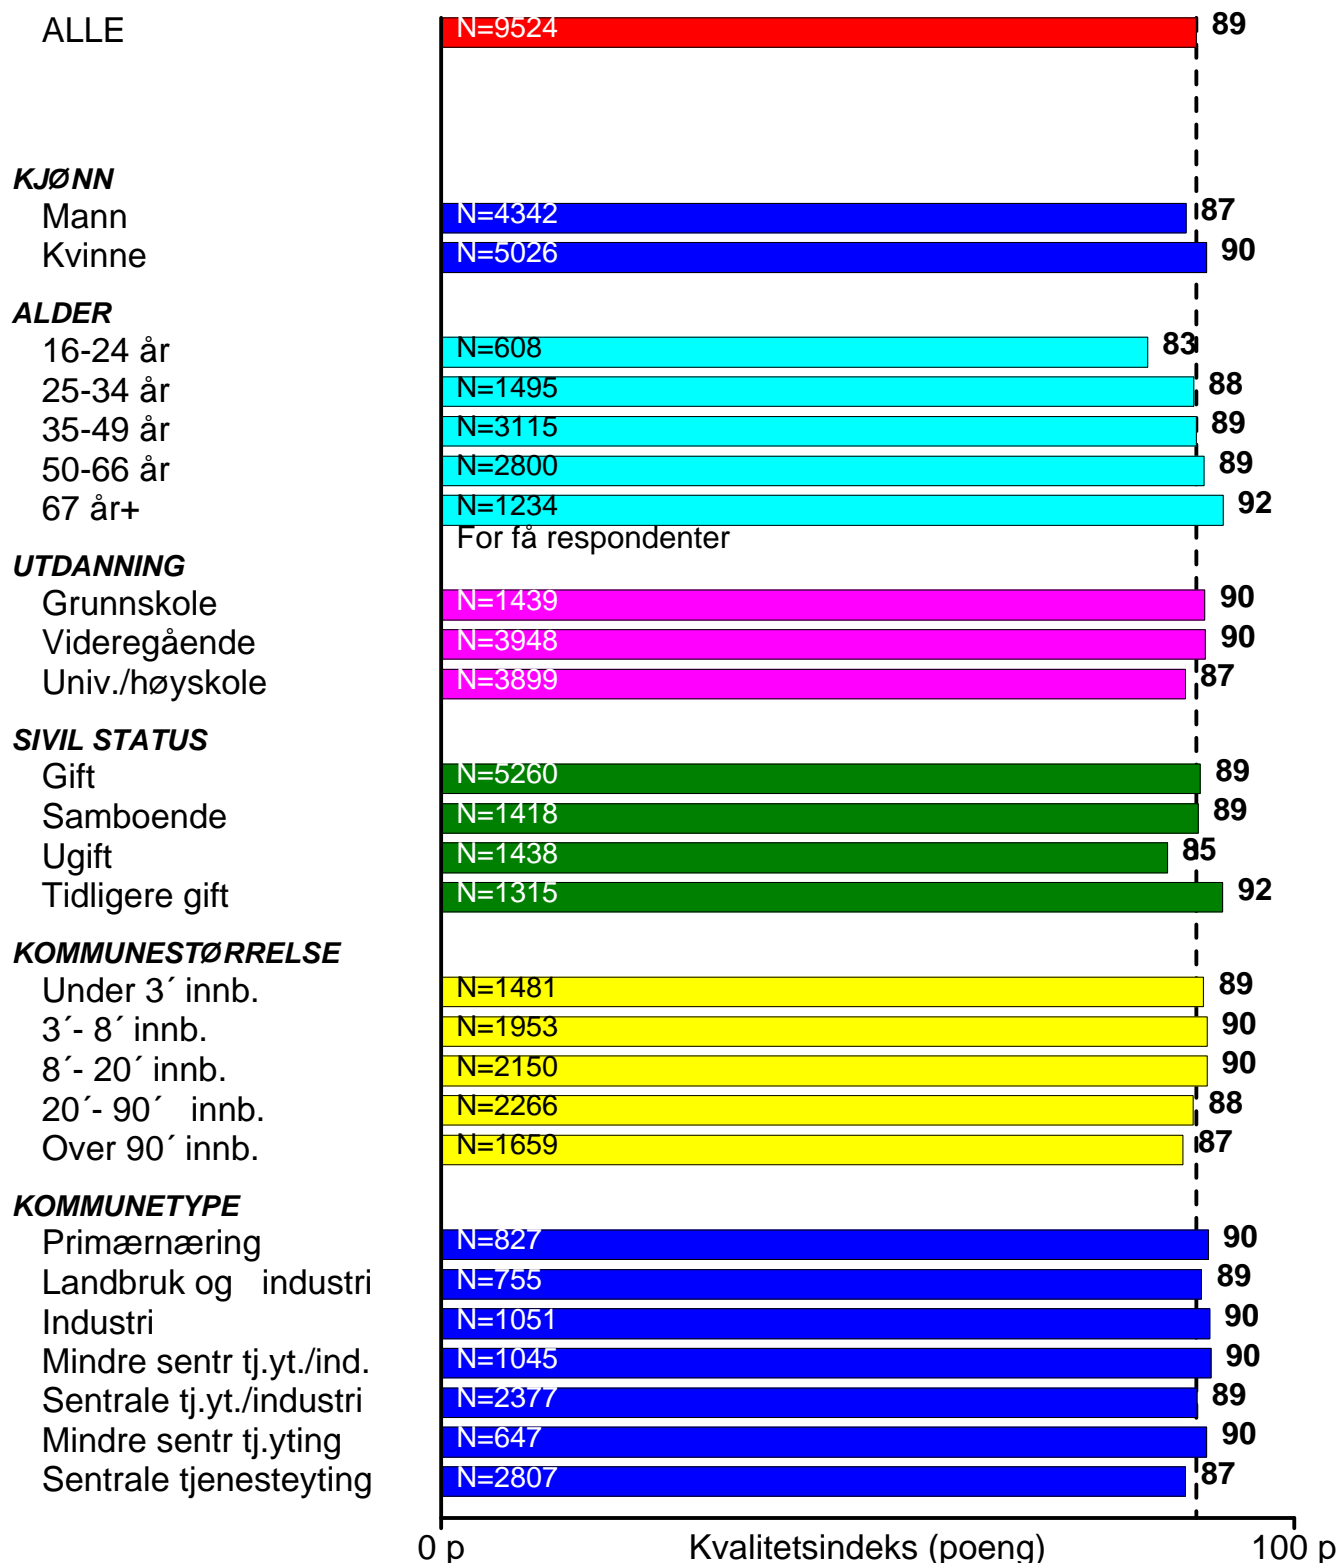 ALLE N=9524 89
KJØNN
Mann N=4342 87
Kvinne N=5026 90
ALDER
16-24 år N=608 83
25-34 år N=1495 88
35-49 år N=3115 89
50-66 år N=2800 89
67 år+ N=1234 92
For få respondenter
UTDANNING
Grunnskole N=1439 90
Videregående N=3948 90
Univ./høyskole N=3899 87
SIVIL STATUS
Gift N=5260 89
Samboende N=1418 89
Ugift N=1438 85
Tidligere gift N=1315 92
KOMMUNESTØRRELSE
Under 3´ innb. N=1481 89
3´- 8´ innb. N=1953 90
8´- 20´ innb. N=2150 90
20´- 90´ innb. N=2266 88
Over 90´ innb. N=1659 87
KOMMUNETYPE
Primærnæring N=827 90
Landbruk og industri N=755 89
Industri N=1051 90
Mindre sentr tj.yt./ind. N=1045 90
Sentrale tj.yt./industri N=2377 89
Mindre sentr tj.yting N=647 90
Sentrale tjenesteyting N=2807 87
0 p Kvalitetsindeks (poeng) 100 p